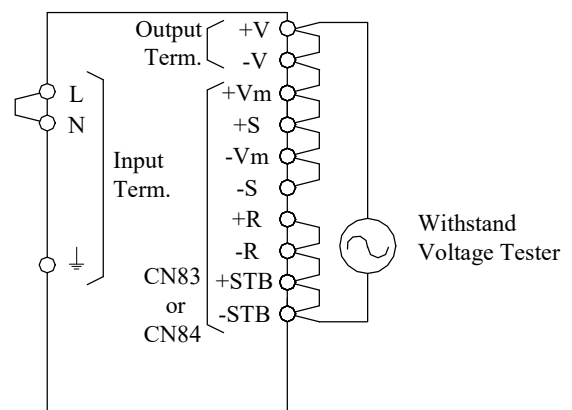 Output
Term.
+V
-V
L
N
Input
Term.
+Vm
+S
-Vm
-S
+R
-R
+STB
-STB
CN83
or
CN84
Withstand
Voltage Tester